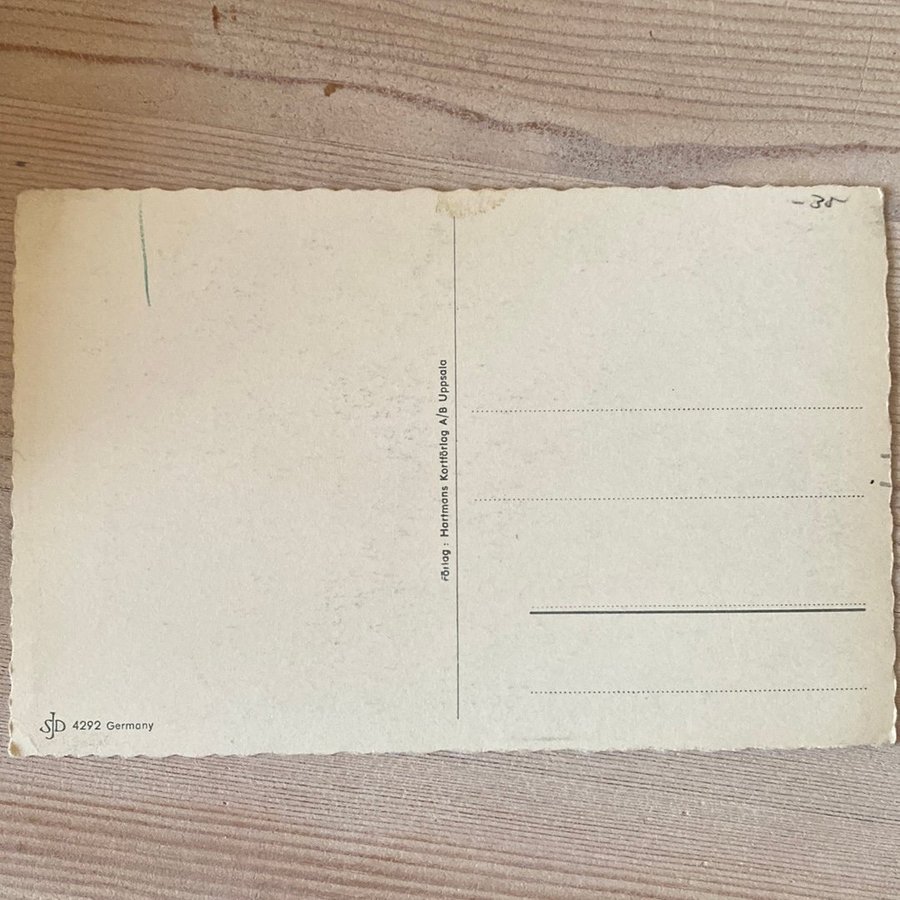 -35
Förlag : Hartmans Kortförlag A/B Uppsala
SJD 4292 Germany